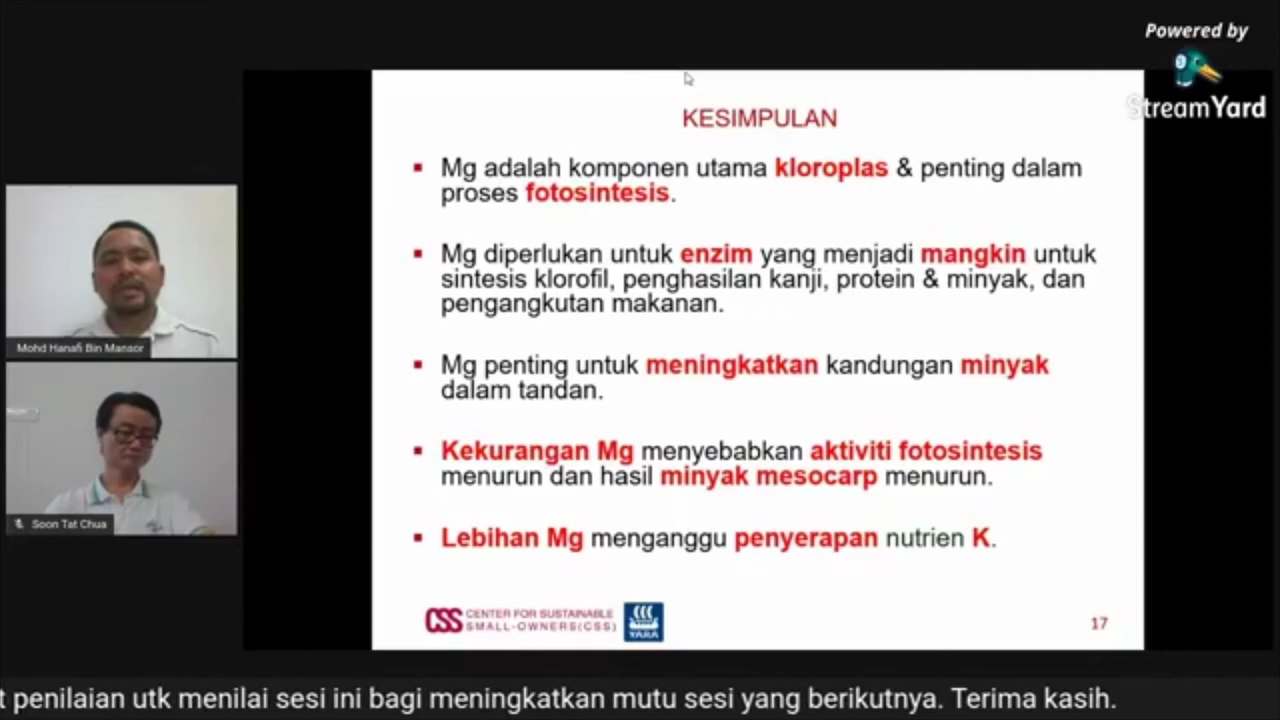 Powered by
StreamYard
KESIMPULAN
Mg adalah komponen utama kloroplas & penting dalam
proses fotosintesis.
Mg diperlukan untuk enzim yang menjadi mangkin untuk
sintesis klorofil, penghasilan kanji, protein & minyak, dan
pengangkutan makanan.
Mg penting untuk meningkatkan kandungan minyak
dalam tandan.
Kekurangan Mg menyebabkan aktiviti fotosintesis
menurun dan hasil minyak mesocarp menurun.
Lebihan Mg menganggu penyerapan nutrien K.
CSS CENTER FOR SUSTAINABLE
SMALL-OWNERS(CSS)
YARA
17
Mohd Hanafi Bin Mansor
Soon Tat Chua
t penilaian utk menilai sesi ini bagi meningkatkan mutu sesi yang berikutnya. Terima kasih.